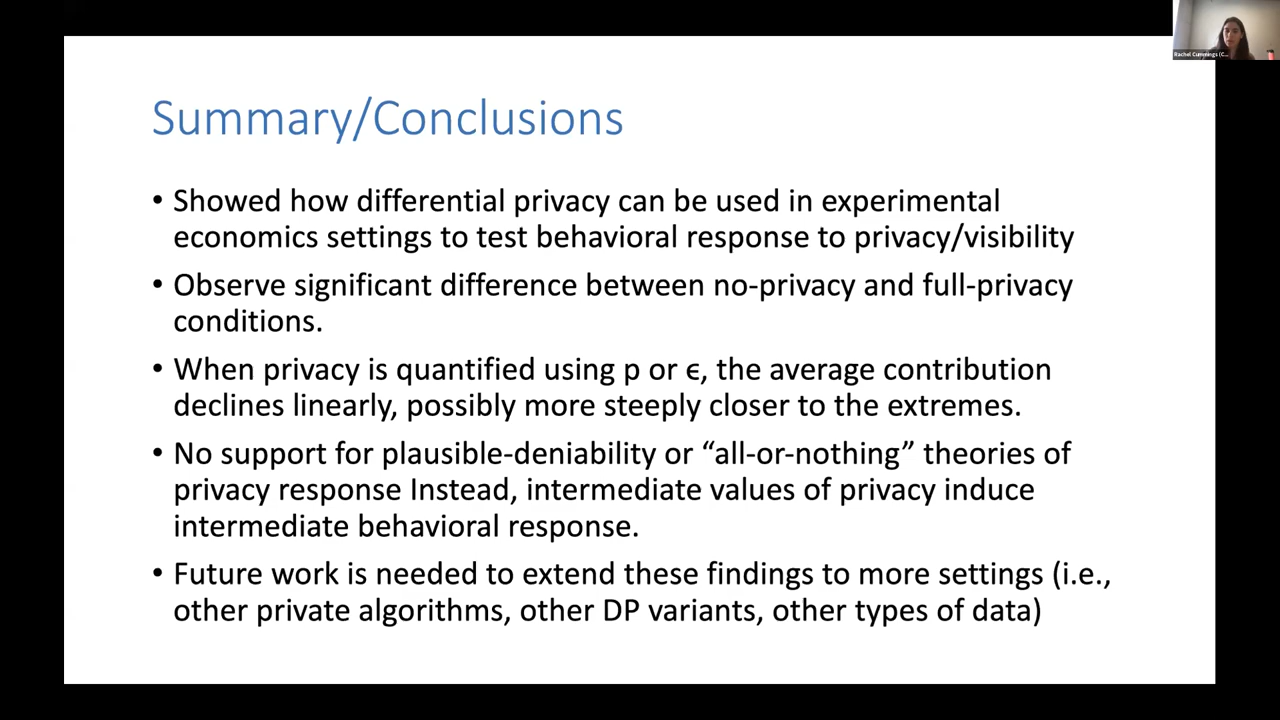 Rachel Cummings (C...
Summary/Conclusions
• Showed how differential privacy can be used in experimental
economics settings to test behavioral response to privacy/visibility
• Observe significant difference between no-privacy and full-privacy
conditions.
• When privacy is quantified using p or ϵ, the average contribution
declines linearly, possibly more steeply closer to the extremes.
• No support for plausible-deniability or “all-or-nothing” theories of
privacy response Instead, intermediate values of privacy induce
intermediate behavioral response.
• Future work is needed to extend these findings to more settings (i.e.,
other private algorithms, other DP variants, other types of data)